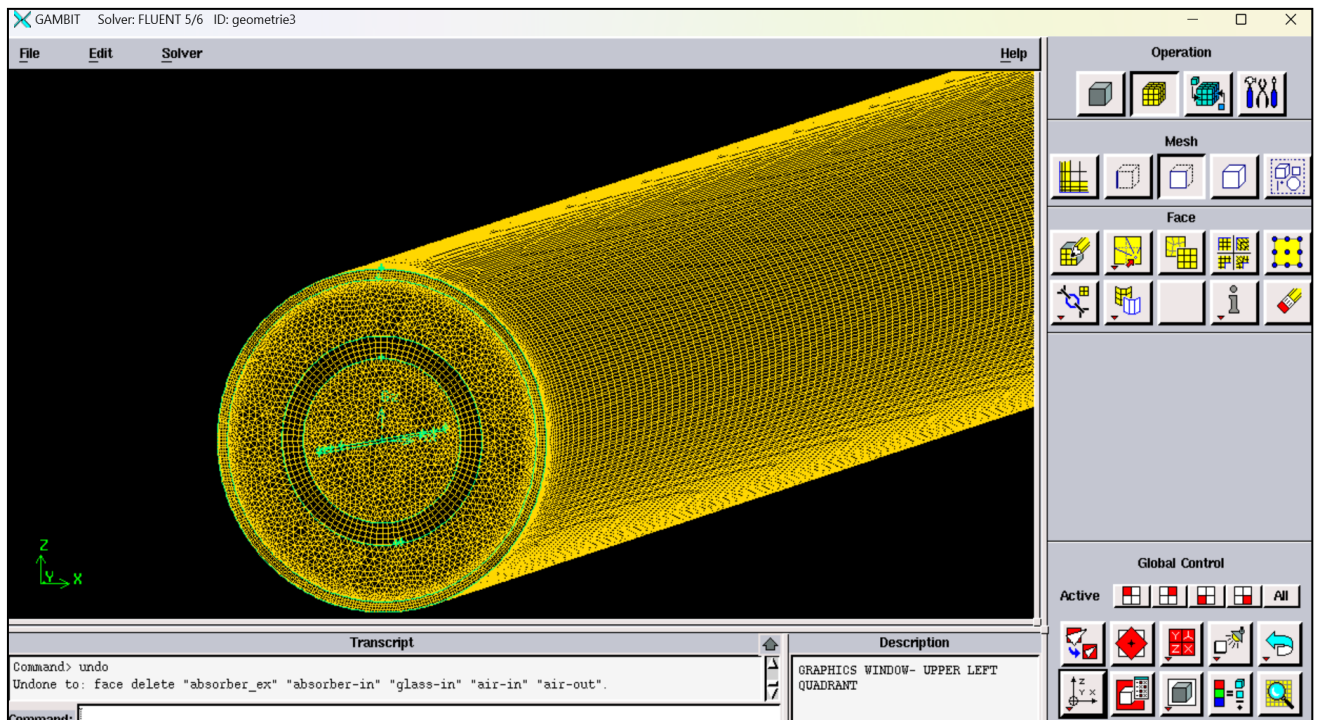 GAMBIT Solver: FLUENT 5/6 ID: geometrie3
File Edit Solver Help
Operation
Mesh
Face
Z
Y X
Global Control
Active All
Transcript
Command> undo
Undone to: face delete "absorber_ex" "absorber-in" "glass-in" "air-in" "air-out".
Command:
Description
GRAPHICS WINDOW- UPPER LEFT
QUADRANT